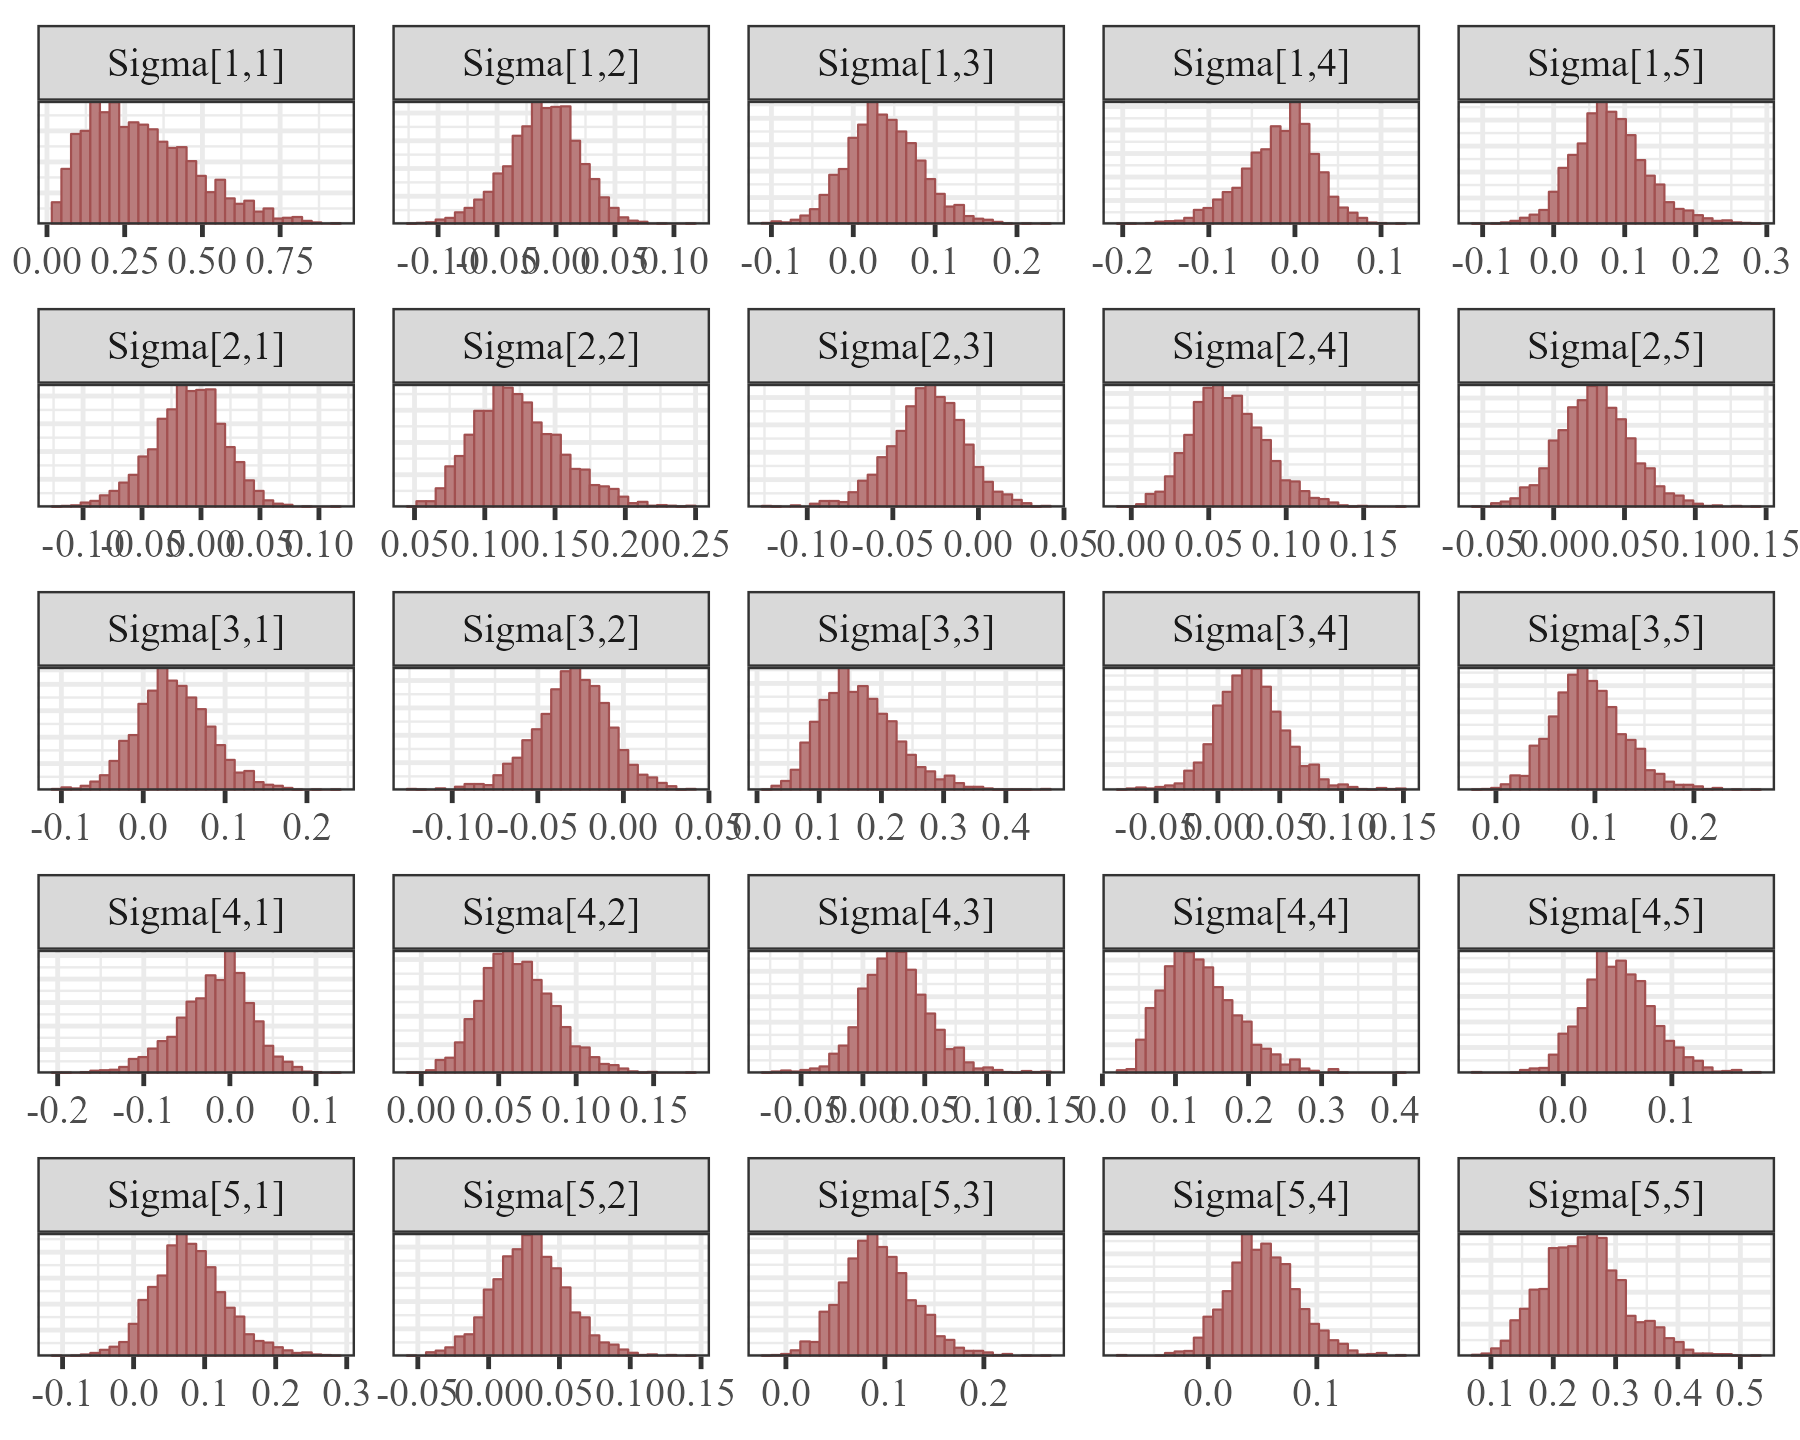 Sigma[1,1] Sigma[1,2] Sigma[1,3] Sigma[1,4] Sigma[1,5]
0.00 0.25 0.50 0.75 -0.10 -0.05 0.00 0.05 0.10 -0.1 0.0 0.1 0.2 -0.2 -0.1 0.0 0.1 -0.1 0.0 0.1 0.2 0.3
Sigma[2,1] Sigma[2,2] Sigma[2,3] Sigma[2,4] Sigma[2,5]
-0.10 -0.05 0.00 0.05 0.10 0.05 0.10 0.15 0.20 0.25 -0.10 -0.05 0.00 0.05 0.00 0.05 0.10 0.15 -0.05 0.00 0.05 0.10 0.15
Sigma[3,1] Sigma[3,2] Sigma[3,3] Sigma[3,4] Sigma[3,5]
-0.1 0.0 0.1 0.2 -0.10 -0.05 0.00 0.05 0.0 0.1 0.2 0.3 0.4 -0.05 0.00 0.05 0.10 0.15 0.0 0.1 0.2
Sigma[4,1] Sigma[4,2] Sigma[4,3] Sigma[4,4] Sigma[4,5]
-0.2 -0.1 0.0 0.1 0.00 0.05 0.10 0.15 -0.05 0.00 0.05 0.10 0.15 0.0 0.1 0.2 0.3 0.4 0.0 0.1
Sigma[5,1] Sigma[5,2] Sigma[5,3] Sigma[5,4] Sigma[5,5]
-0.1 0.0 0.1 0.2 0.3 -0.05 0.00 0.05 0.10 0.15 0.0 0.1 0.2 0.0 0.1 0.1 0.2 0.3 0.4 0.5